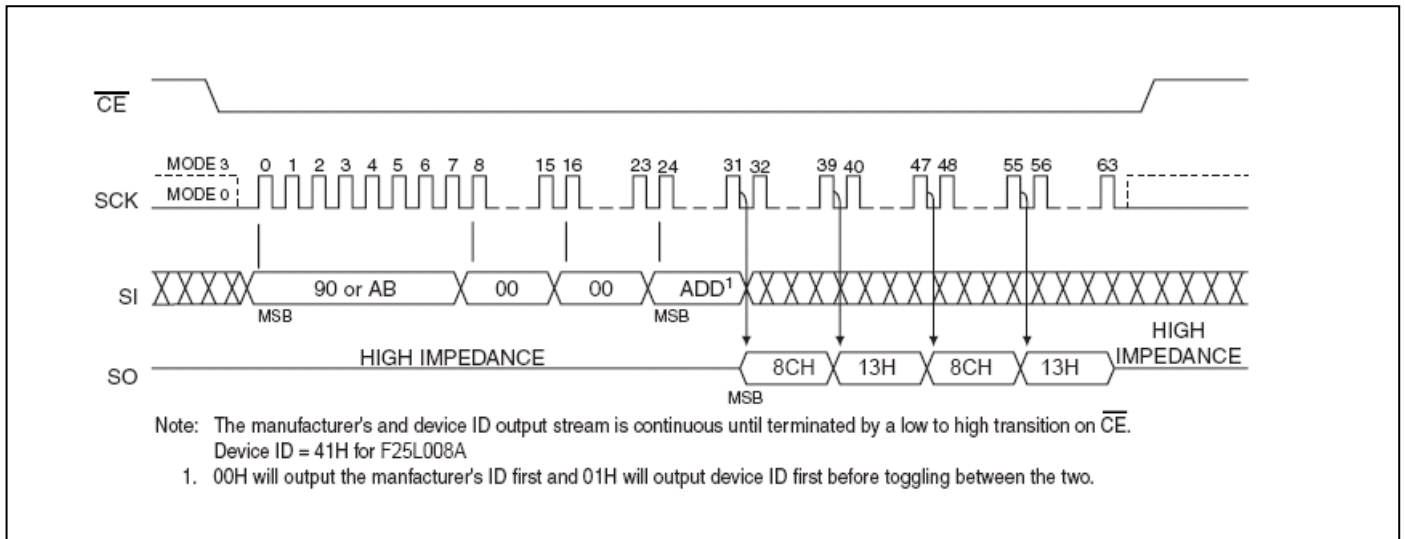 CE
MODE 3 0 1 2 3 4 5 6 7 8 15 16 23 24 31 32 39 40 47 48 55 56 63
SCK MODE 0
SI 90 or AB 00 00 ADD1
MSB MSB
HIGH IMPEDANCE HIGH IMPEDANCE
SO 8CH 13H 8CH 13H
MSB
Note: The manufacturer's and device ID output stream is continuous until terminated by a low to high transition on CE.
Device ID = 41H for F25L008A
1. 00H will output the manfacturer's ID first and 01H will output device ID first before toggling between the two.